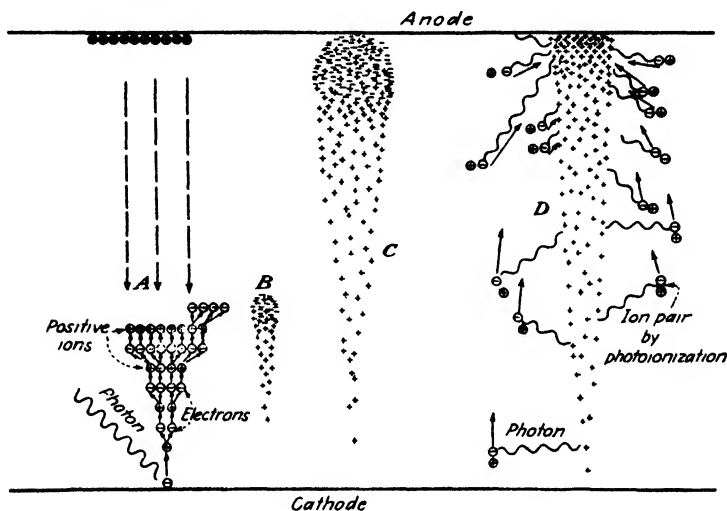 Anode
A
B
C
D
Positive
ions
Photon
Electrons
Ion pair
by
photoionization
Photon
Cathode